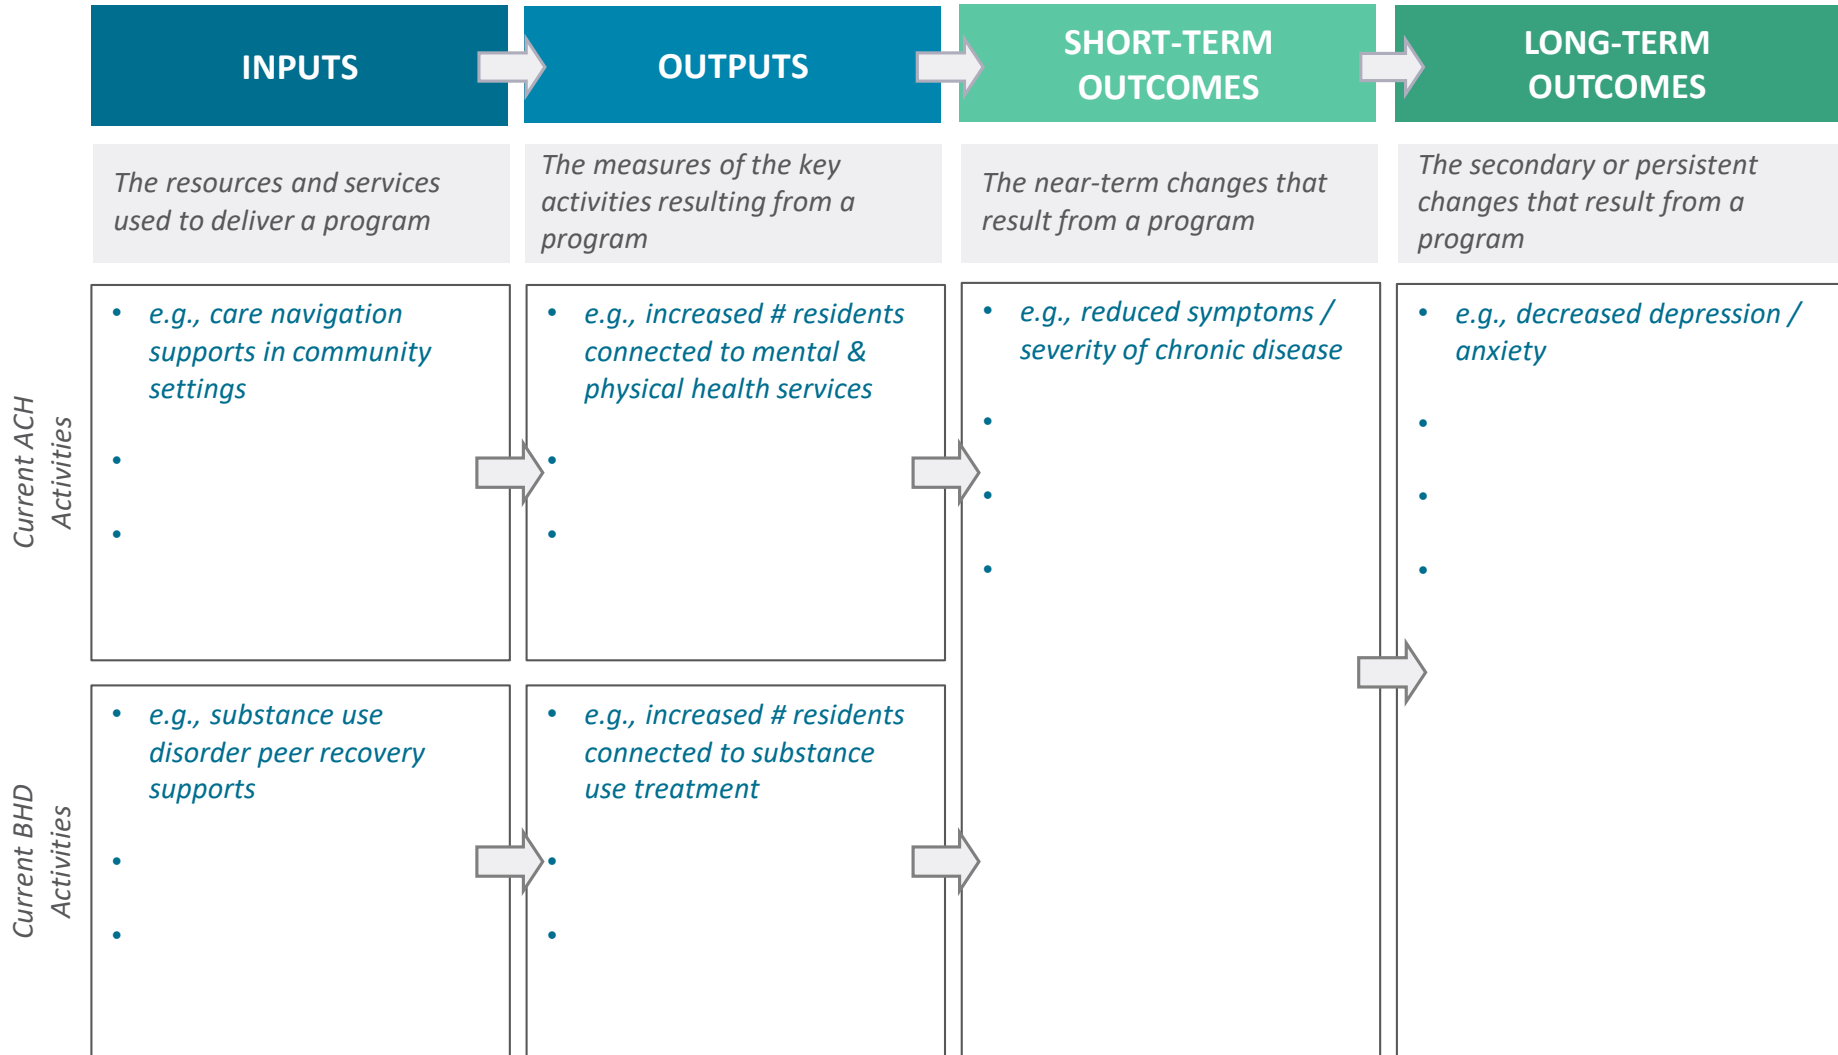 INPUTS
OUTPUTS
SHORT-TERM
OUTCOMES
LONG-TERM
OUTCOMES
The resources and services
used to deliver a program
The measures of the key
activities resulting from a
program
The near-term changes that
result from a program
The secondary or persistent
changes that result from a
program
Current ACH
Activities
• e.g., care navigation
supports in community
settings
•
•
• e.g., increased # residents
connected to mental &
physical health services
•
•
• e.g., reduced symptoms /
severity of chronic disease
•
•
•
• e.g., decreased depression /
anxiety
•
•
•
Current BHD
Activities
• e.g., substance use
disorder peer recovery
supports
•
•
• e.g., increased # residents
connected to substance
use treatment
•
•